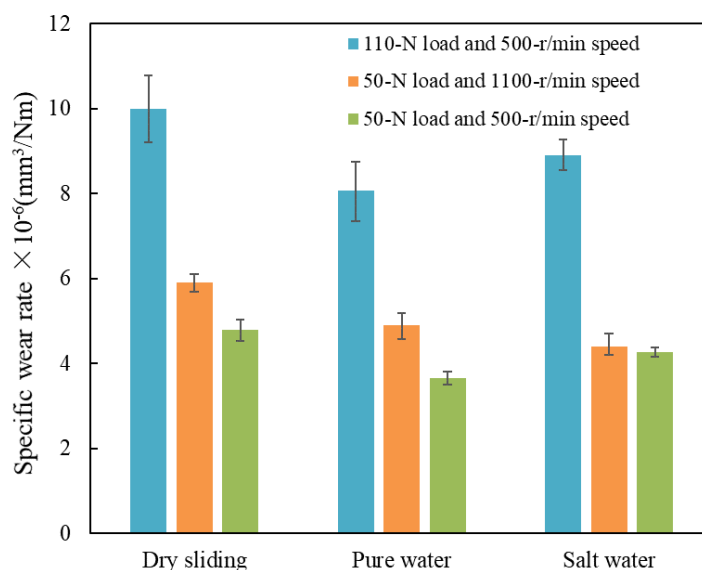 12
10
8
6
4
2
0
Specific wear rate ×10⁻⁶(mm³/Nm)
110-N load and 500-r/min speed
50-N load and 1100-r/min speed
50-N load and 500-r/min speed
Dry sliding
Pure water
Salt water